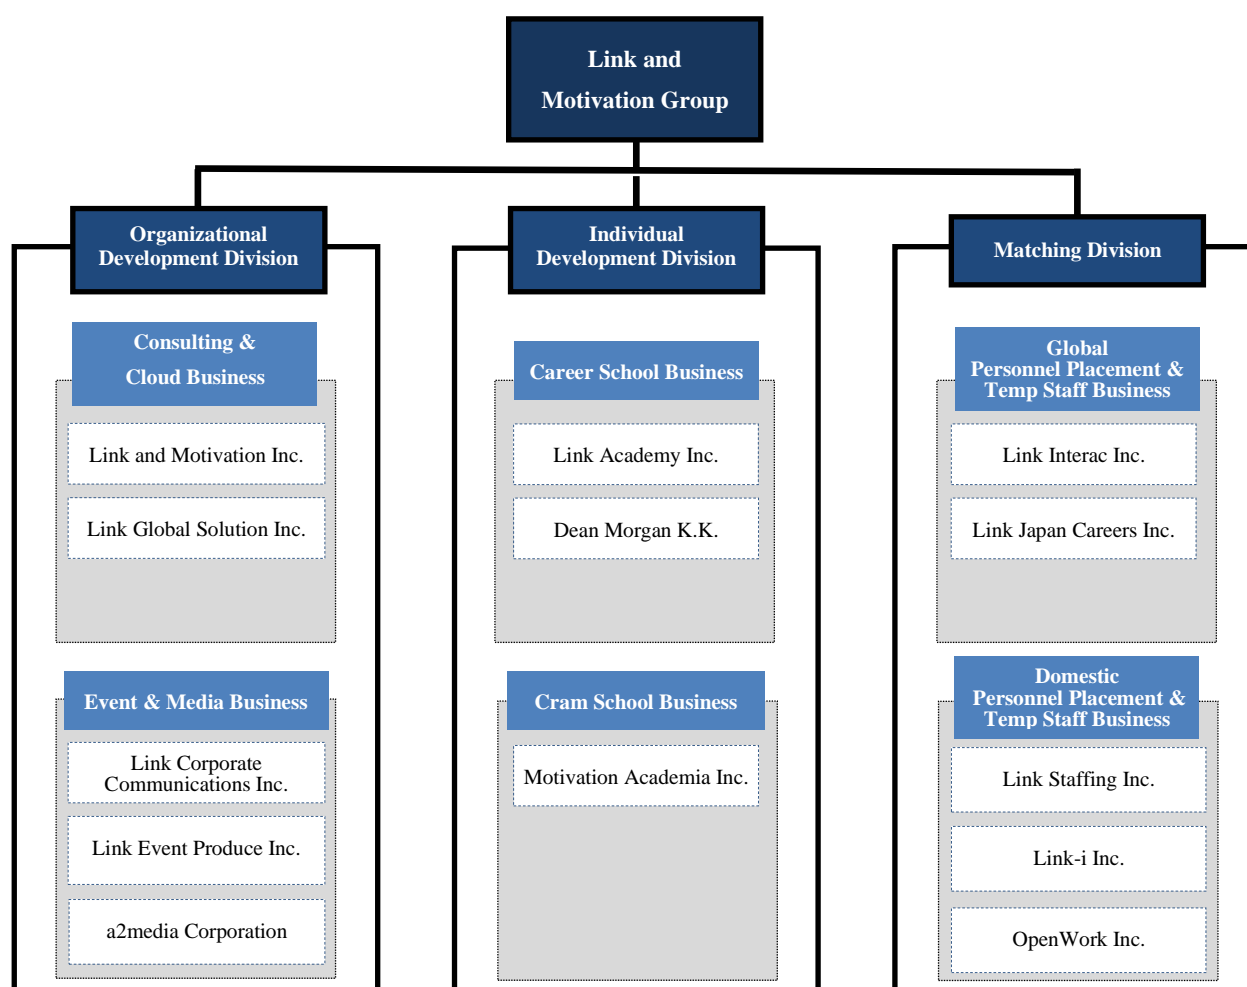 Link and
Motivation Group
Organizational
Development Division
Consulting &
Cloud Business
Link and Motivation Inc.
Link Global Solution Inc.
Event & Media Business
Link Corporate
Communications Inc.
Link Event Produce Inc.
a2media Corporation
Individual
Development Division
Career School Business
Link Academy Inc.
Dean Morgan K.K.
Cram School Business
Motivation Academia Inc.
Matching Division
Global
Personnel Placement &
Temp Staff Business
Link Interac Inc.
Link Japan Careers Inc.
Domestic
Personnel Placement &
Temp Staff Business
Link Staffing Inc.
Link-i Inc.
OpenWork Inc.